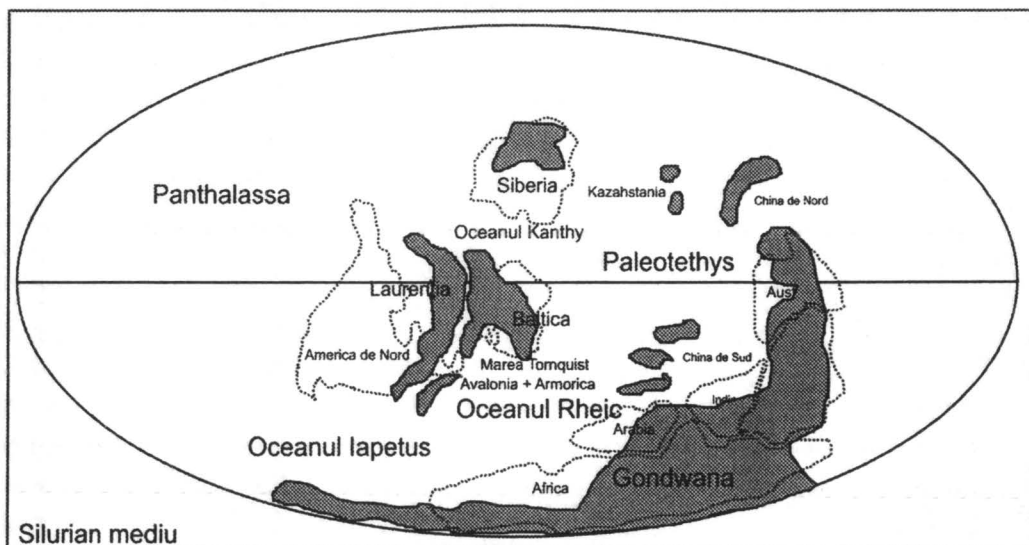 Siberia
Kazahstania
China de Nord
Panthalassa
Oceanul Kanthy
Paleotethys
Laurentia
Aus
Baltica
America de Nord
Marea Tornquist
China de Sud
Avalonia + Armorica
Oceanul Rheic
India
Arabia
Oceanul Iapetus
Africa
Gondwana
Silurian mediu